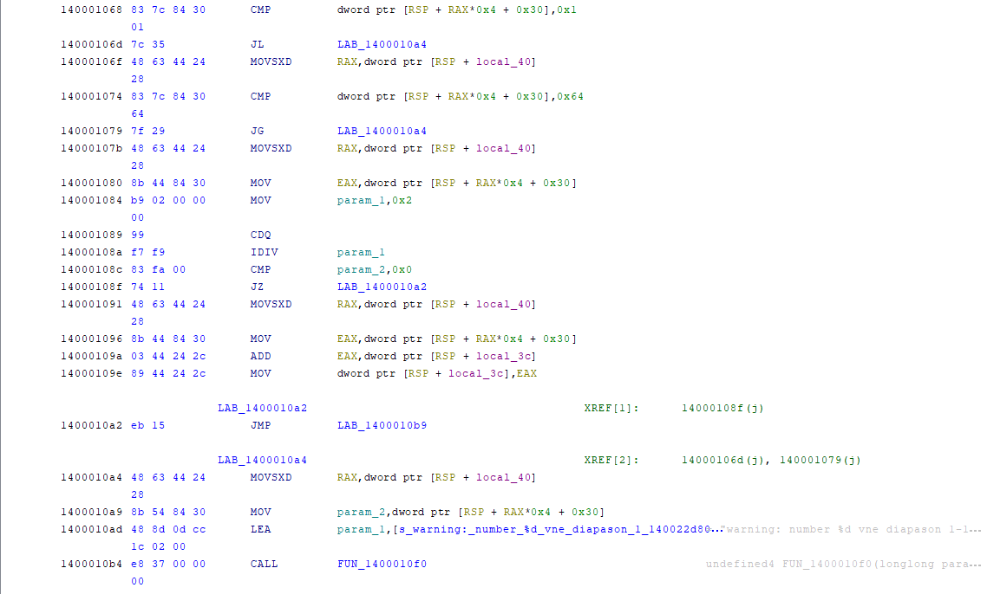 140001068 83 7c 84 30 CMP dword ptr [RSP + RAX*0x4 + 0x30],0x1
01
14000106d 7c 35 JL LAB_1400010a4
14000106f 48 63 44 24 MOVSXD RAX,dword ptr [RSP + local_40]
28
140001074 83 7c 84 30 CMP dword ptr [RSP + RAX*0x4 + 0x30],0x64
64
140001079 7f 29 JG LAB_1400010a4
14000107b 48 63 44 24 MOVSXD RAX,dword ptr [RSP + local_40]
28
140001080 8b 44 84 30 MOV EAX,dword ptr [RSP + RAX*0x4 + 0x30]
140001084 b9 02 00 00 MOV param_1,0x2
00
140001089 99 CDQ
14000108a f7 f9 IDIV param_1
14000108c 83 fa 00 CMP param_2,0x0
14000108f 74 11 JZ LAB_1400010a2
140001091 48 63 44 24 MOVSXD RAX,dword ptr [RSP + local_40]
28
140001096 8b 44 84 30 MOV EAX,dword ptr [RSP + RAX*0x4 + 0x30]
14000109a 03 44 24 2c ADD EAX,dword ptr [RSP + local_3c]
14000109e 89 44 24 2c MOV dword ptr [RSP + local_3c],EAX
LAB_1400010a2 XREF[1]: 14000108f(j)
1400010a2 eb 15 JMP LAB_1400010b9
LAB_1400010a4 XREF[2]: 14000106d(j), 140001079(j)
1400010a4 48 63 44 24 MOVSXD RAX,dword ptr [RSP + local_40]
28
1400010a9 8b 54 84 30 MOV param_2,dword ptr [RSP + RAX*0x4 + 0x30]
1400010ad 48 8d 0d cc LEA param_1,[s_warning:_number_%d_vne_diapason_1_140022d80... "warning: number %d vne diapason 1-1...
1c 02 00
1400010b4 e8 37 00 00 CALL FUN_1400010f0 undefined4 FUN_1400010f0(longlong para...
00